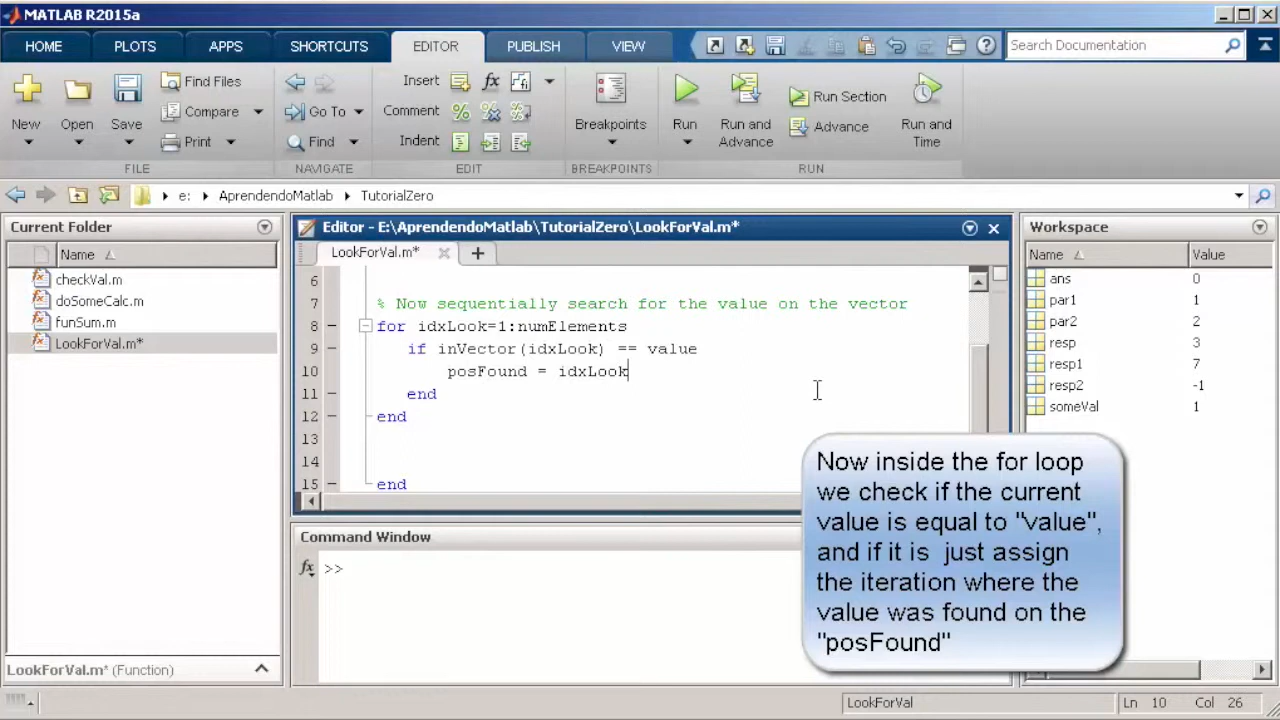 MATLAB R2015a
HOME PLOTS APPS SHORTCUTS EDITOR PUBLISH VIEW Search Documentation
New Open Save Find Files Compare Print
Insert fx
Go To Comment
Find Indent
Breakpoints Run Run and Advance Run Section Advance Run and Time
FILE NAVIGATE EDIT BREAKPOINTS RUN
e: AprendendoMatlab TutorialZero
Current Folder
Name
checkVal.m
doSomeCalc.m
funSum.m
LookForVal.m*
LookForVal.m* (Function)
Editor - E:\AprendendoMatlab\TutorialZero\LookForVal.m*
LookForVal.m*
6
7 % Now sequentially search for the value on the vector
8 for idxLook=1:numElements
9 if inVector(idxLook) == value
10 posFound = idxLook
11 end
12 end
13
14
15 end
Command Window
fx >>
Workspace
Name Value
ans 0
par1 1
par2 2
resp 3
resp1 7
resp2 -1
someVal 1
Now inside the for loop
we check if the current
value is equal to "value",
and if it is just assign
the iteration where the
value was found on the
"posFound"
LookForVal Ln 10 Col 26